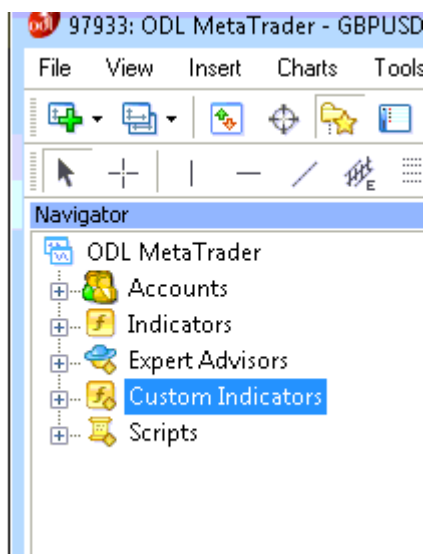 odl 97933: ODL MetaTrader - GBPUSD
File View Insert Charts Tools
E
Navigator
ODL MetaTrader
Accounts
Indicators
Expert Advisors
Custom Indicators
Scripts